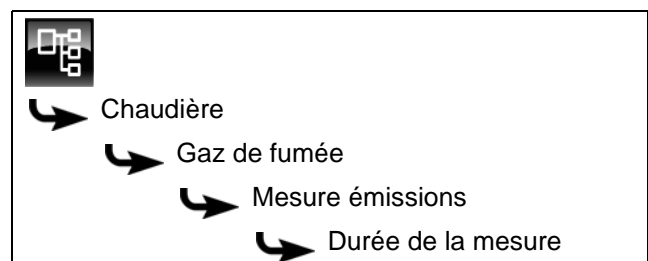 Chaudière
Gaz de fumée
Mesure émissions
Durée de la mesure